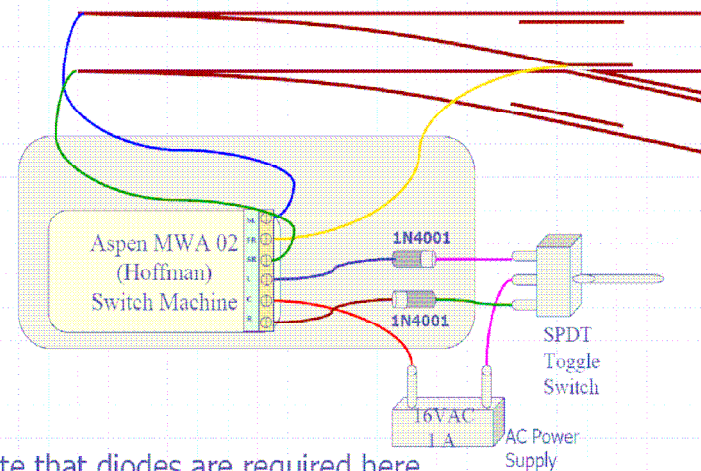 1N4001
Aspen MWA 02
(Hoffman)
Switch Machine
FR
L
C
R
1N4001
SPDT
Toggle
Switch
16VAC
1 A
AC Power
Supply
te that diodes are required here